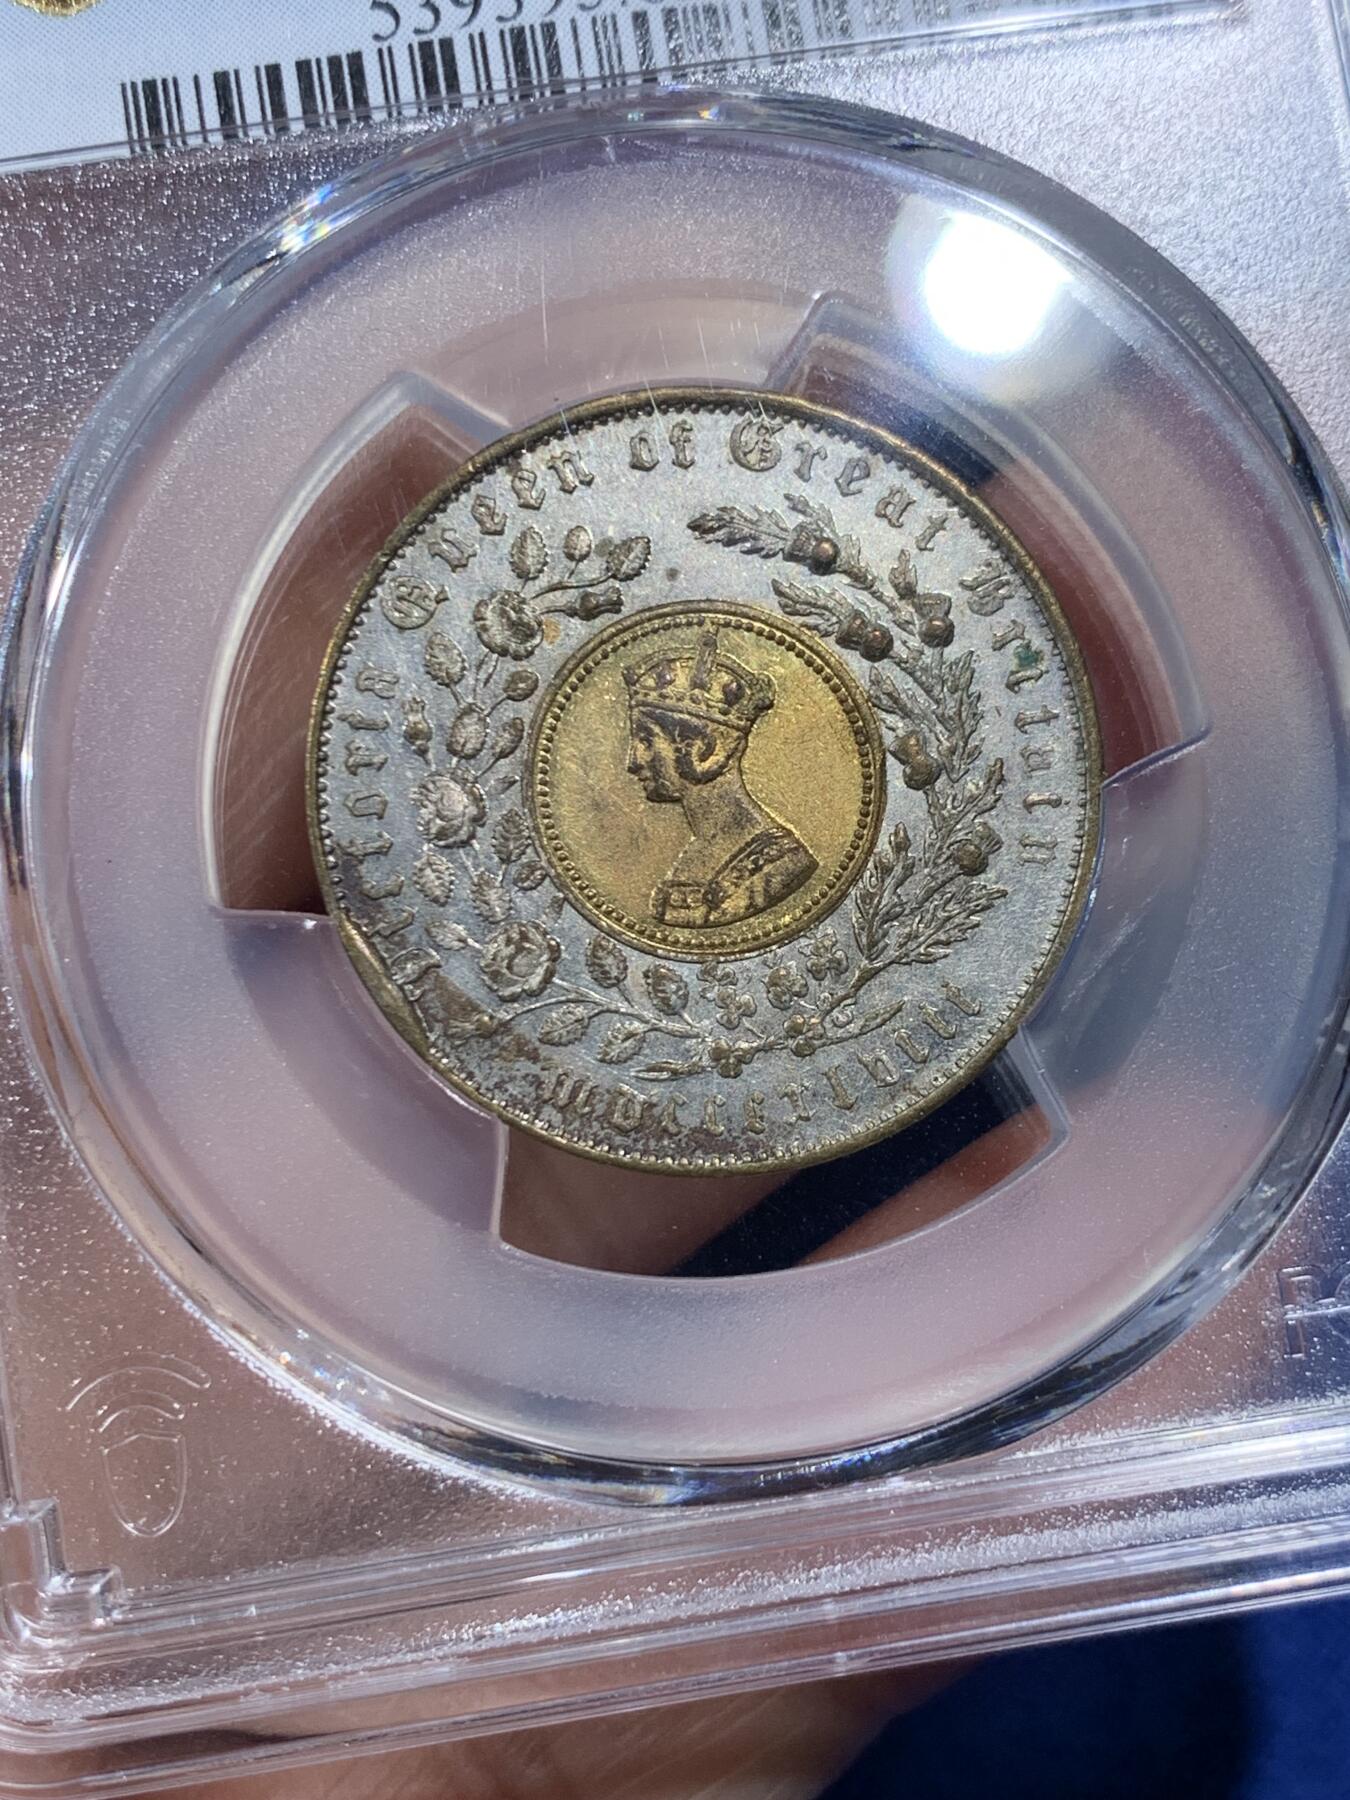 Victoria Queen of Great Britain
mdcccxlviii